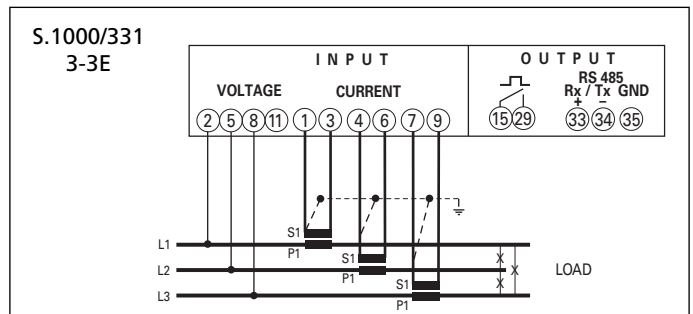 S.1000/331
3-3E
INPUT
OUTPUT
VOLTAGE
CURRENT
RS 485
Rx / Tx GND
+ –
2 5 8 11 1 3 4 6 7 9
15 29 33 34 35
S1
L1
P1
S1
L2
P1
LOAD
S1
L3
P1
X
X
X